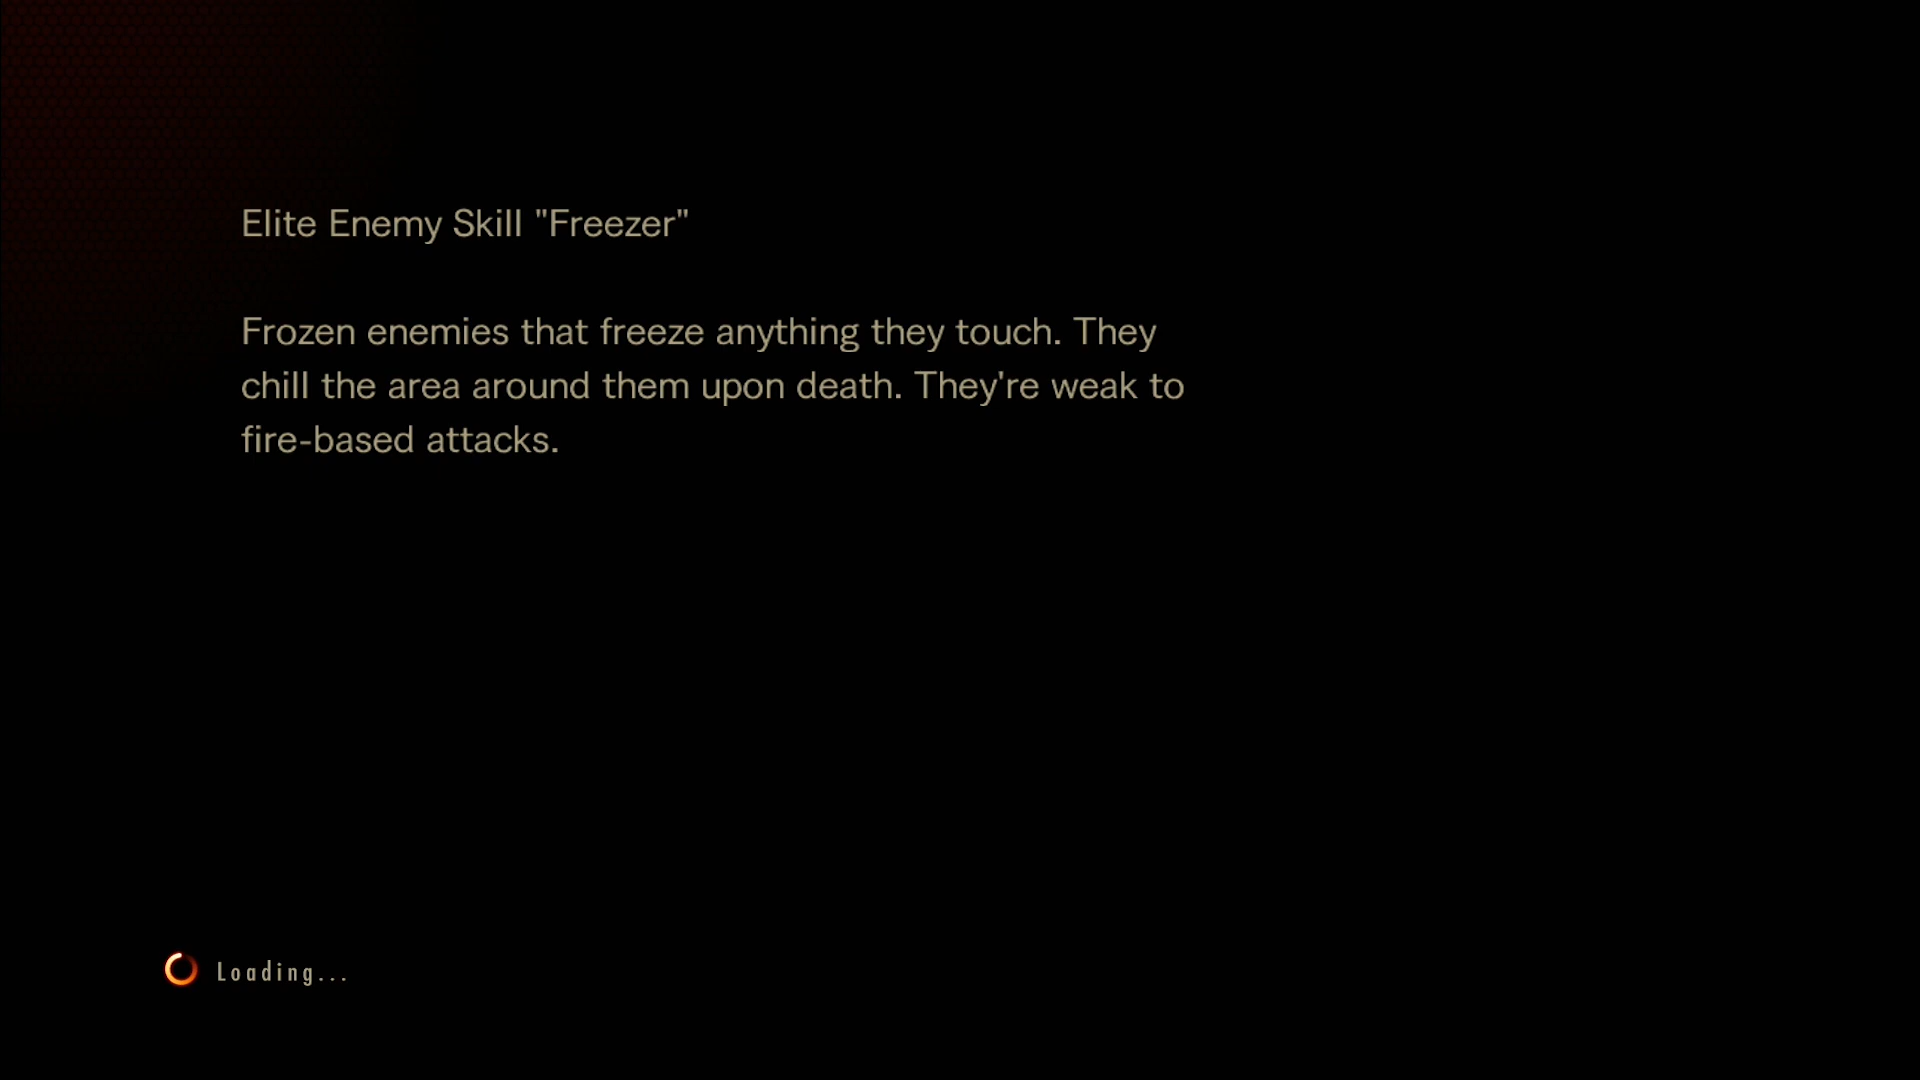 Elite Enemy Skill "Freezer"
Frozen enemies that freeze anything they touch. They
chill the area around them upon death. They're weak to
fire-based attacks.
Loading...